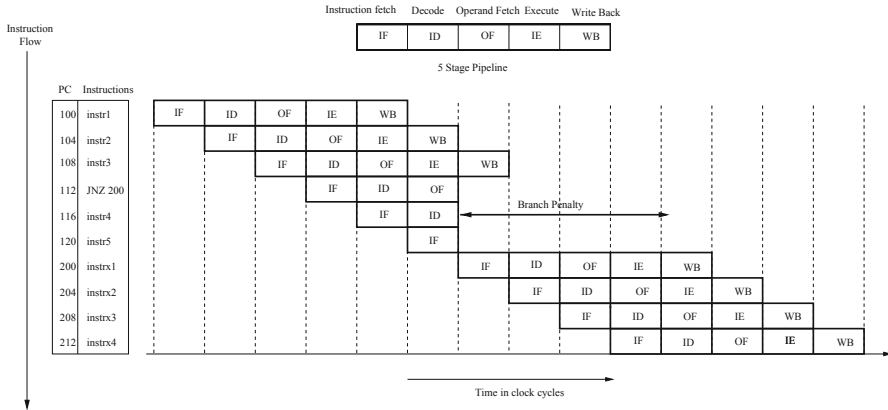 Instruction fetch Decode Operand Fetch Execute Write Back
Instruction
Flow
IF ID OF IE WB
5 Stage Pipeline
PC Instructions
100 instr1 IF ID OF IE WB
104 instr2 IF ID OF IE WB
108 instr3 IF ID OF IE WB
112 JNZ 200 IF ID OF
116 instr4 IF ID Branch Penalty
120 instr5 IF
200 instrx1 IF ID OF IE WB
204 instrx2 IF ID OF IE WB
208 instrx3 IF ID OF IE WB
212 instrx4 IF ID OF IE WB
Time in clock cycles